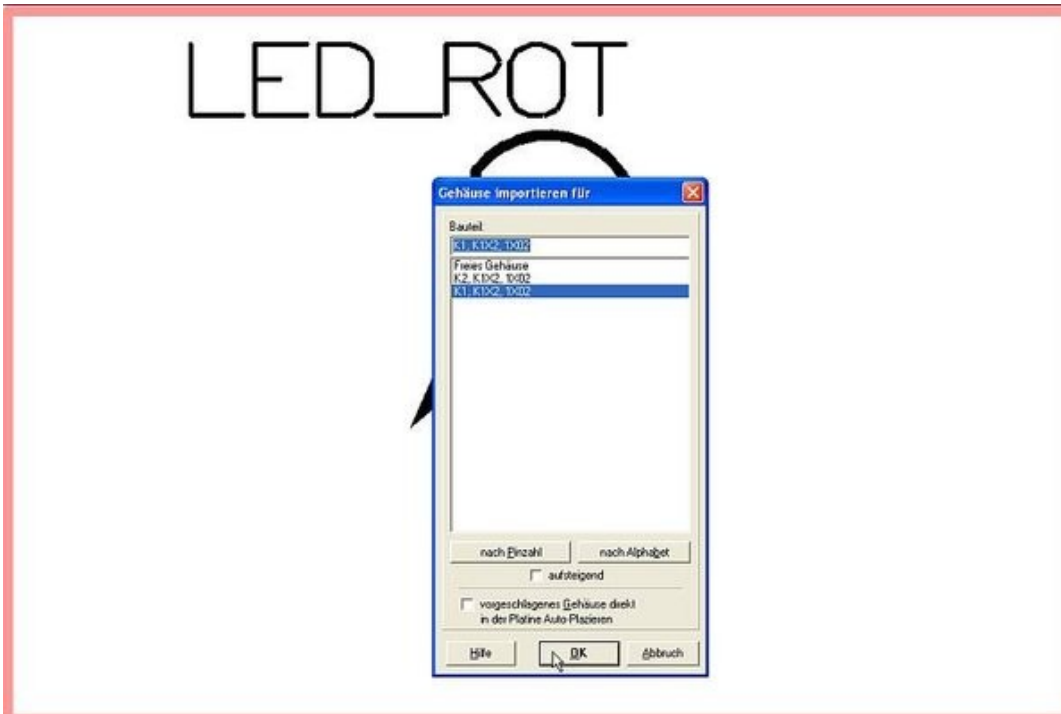 LED_ROT
Gehäuse importieren für
Bauteil:
K1, K1X2, 1X02
Freies Gehäuse
K2, K1X2, 1X02
K1, K1X2, 1X02
nach Pinzahl
nach Alphabet
aufsteigend
vorgeschlagenes Gehäuse direkt
in der Platine Auto-Plazieren
Hilfe
OK
Abbruch